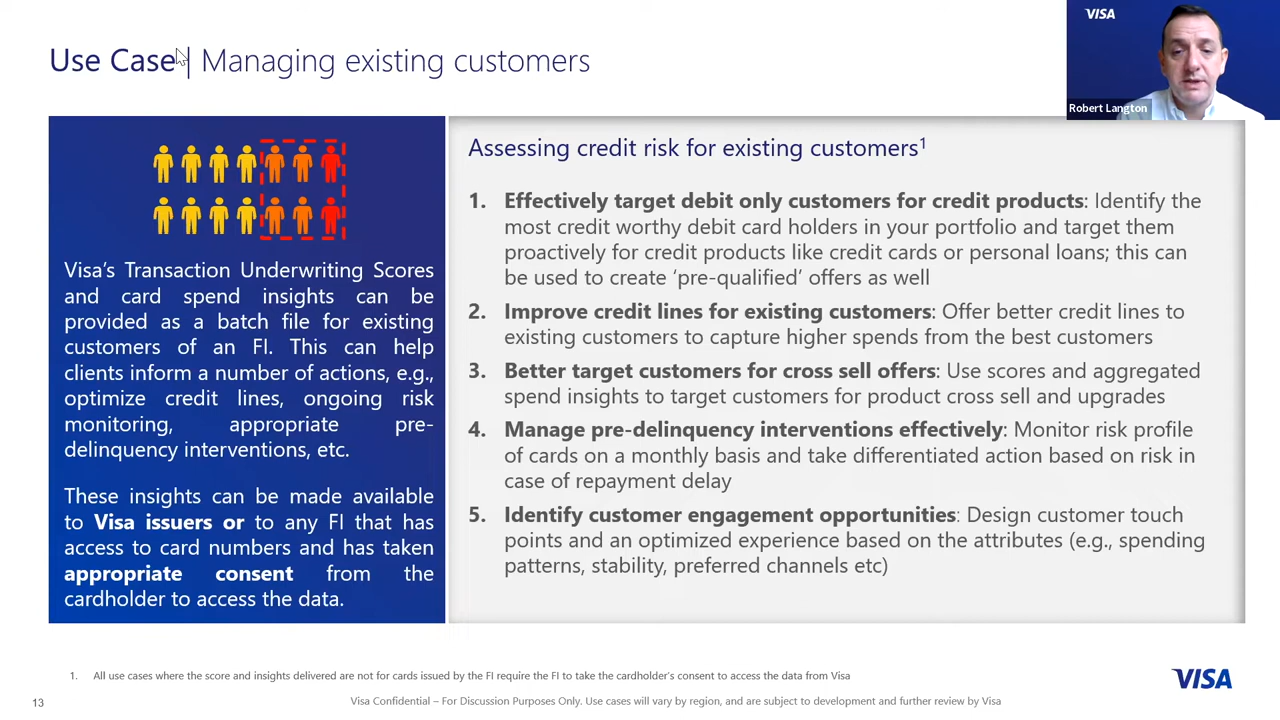 Use Case | Managing existing customers
VISA
Robert Langton
Visa's Transaction Underwriting Scores
and card spend insights can be
provided as a batch file for existing
customers of an FI. This can help
clients inform a number of actions, e.g.,
optimize credit lines, ongoing risk
monitoring, appropriate pre-
delinquency interventions, etc.
These insights can be made available
to Visa issuers or to any FI that has
access to card numbers and has taken
appropriate consent from the
cardholder to access the data.
Assessing credit risk for existing customers¹
1. Effectively target debit only customers for credit products: Identify the
most credit worthy debit card holders in your portfolio and target them
proactively for credit products like credit cards or personal loans; this can
be used to create ‘pre-qualified’ offers as well
2. Improve credit lines for existing customers: Offer better credit lines to
existing customers to capture higher spends from the best customers
3. Better target customers for cross sell offers: Use scores and aggregated
spend insights to target customers for product cross sell and upgrades
4. Manage pre-delinquency interventions effectively: Monitor risk profile
of cards on a monthly basis and take differentiated action based on risk in
case of repayment delay
5. Identify customer engagement opportunities: Design customer touch
points and an optimized experience based on the attributes (e.g., spending
patterns, stability, preferred channels etc)
1. All use cases where the score and insights delivered are not for cards issued by the FI require the FI to take the cardholder's consent to access the data from Visa
13
Visa Confidential – For Discussion Purposes Only. Use cases will vary by region, and are subject to development and further review by Visa
VISA